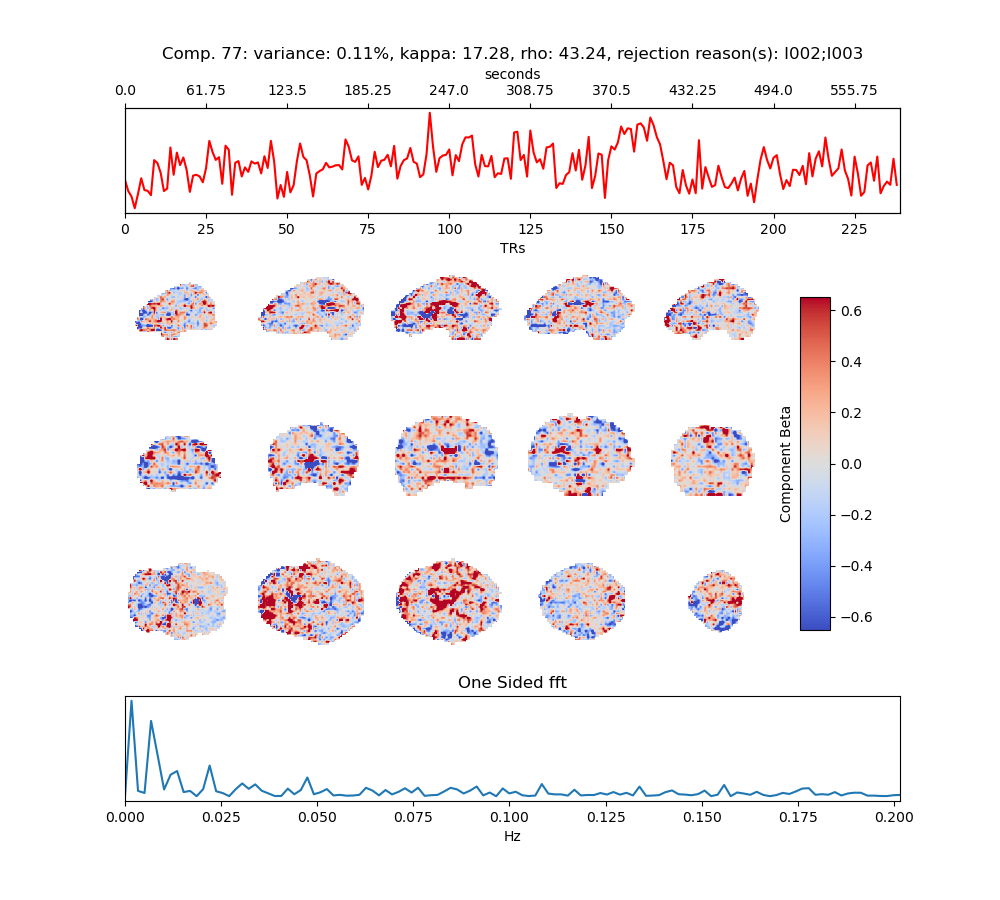 Comp. 77: variance: 0.11%, kappa: 17.28, rho: 43.24, rejection reason(s): I002;I003
seconds
0.0 61.75 123.5 185.25 247.0 308.75 370.5 432.25 494.0 555.75
0 25 50 75 100 125 150 175 200 225
TRs
0.6
0.4
0.2
0.0
−0.2
−0.4
−0.6
Component Beta
One Sided fft
0.000 0.025 0.050 0.075 0.100 0.125 0.150 0.175 0.200
Hz